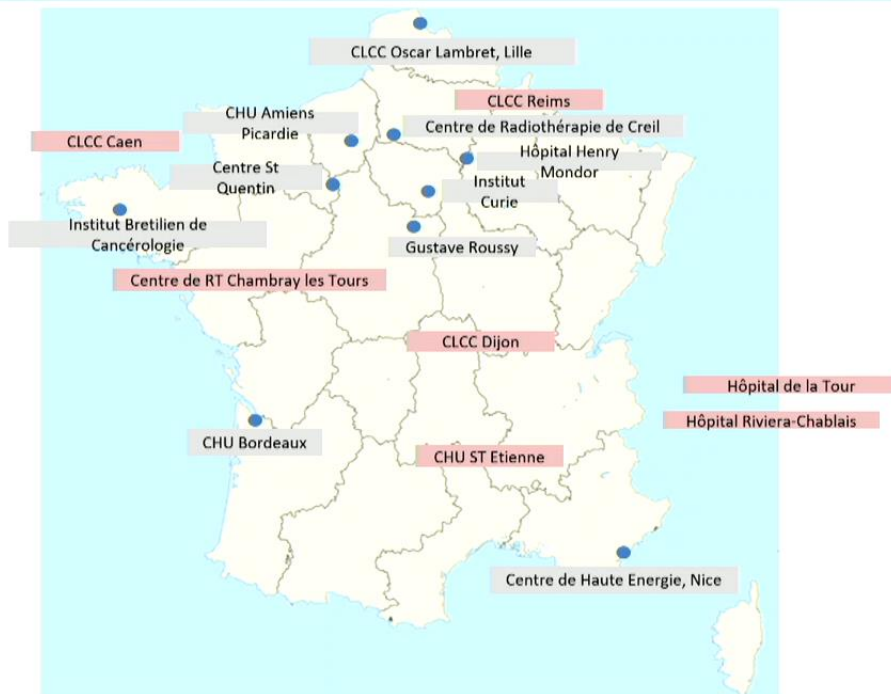 CLCC Oscar Lambret, Lille
CLCC Reims
CHU Amiens
Picardie
Centre de Radiothérapie de Creil
CLCC Caen
Hôpital Henry
Mondor
Centre St
Quentin
Institut
Curie
Institut Bretilien de
Cancérologie
Gustave Roussy
Centre de RT Chambray les Tours
CLCC Dijon
Hôpital de la Tour
Hôpital Riviera-Chablais
CHU Bordeaux
CHU ST Etienne
Centre de Haute Energie, Nice